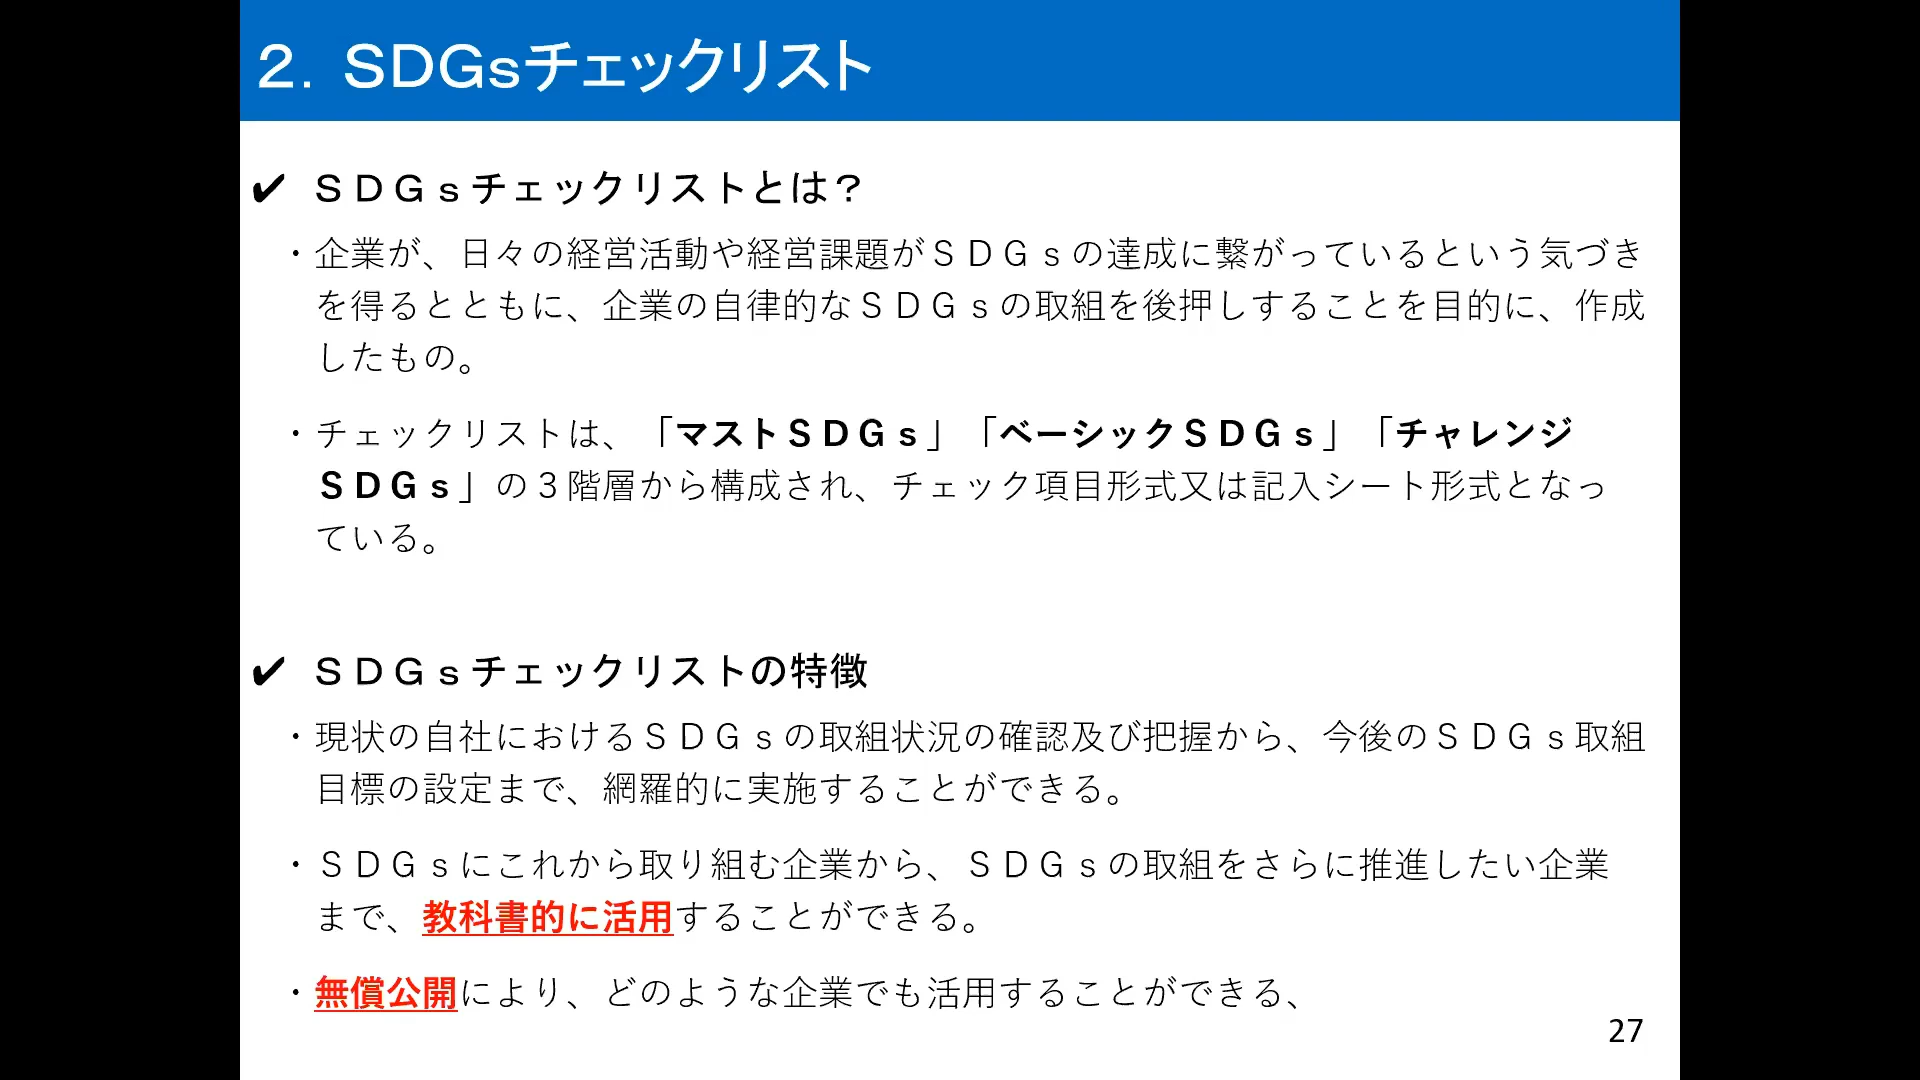 ２．ＳＤＧｓチェックリスト
✔ ＳＤＧｓチェックリストとは？
・企業が、日々の経営活動や経営課題がＳＤＧｓの達成に繋がっているという気づき
を得るとともに、企業の自律的なＳＤＧｓの取組を後押しすることを目的に、作成
したもの。
・チェックリストは、「マストＳＤＧｓ」「ベーシックＳＤＧｓ」「チャレンジ
ＳＤＧｓ」の３階層から構成され、チェック項目形式又は記入シート形式となっ
ている。
✔ ＳＤＧｓチェックリストの特徴
・現状の自社におけるＳＤＧｓの取組状況の確認及び把握から、今後のＳＤＧｓ取組
目標の設定まで、網羅的に実施することができる。
・ＳＤＧｓにこれから取り組む企業から、ＳＤＧｓの取組をさらに推進したい企業
まで、教科書的に活用することができる。
・無償公開により、どのような企業でも活用することができる、
27